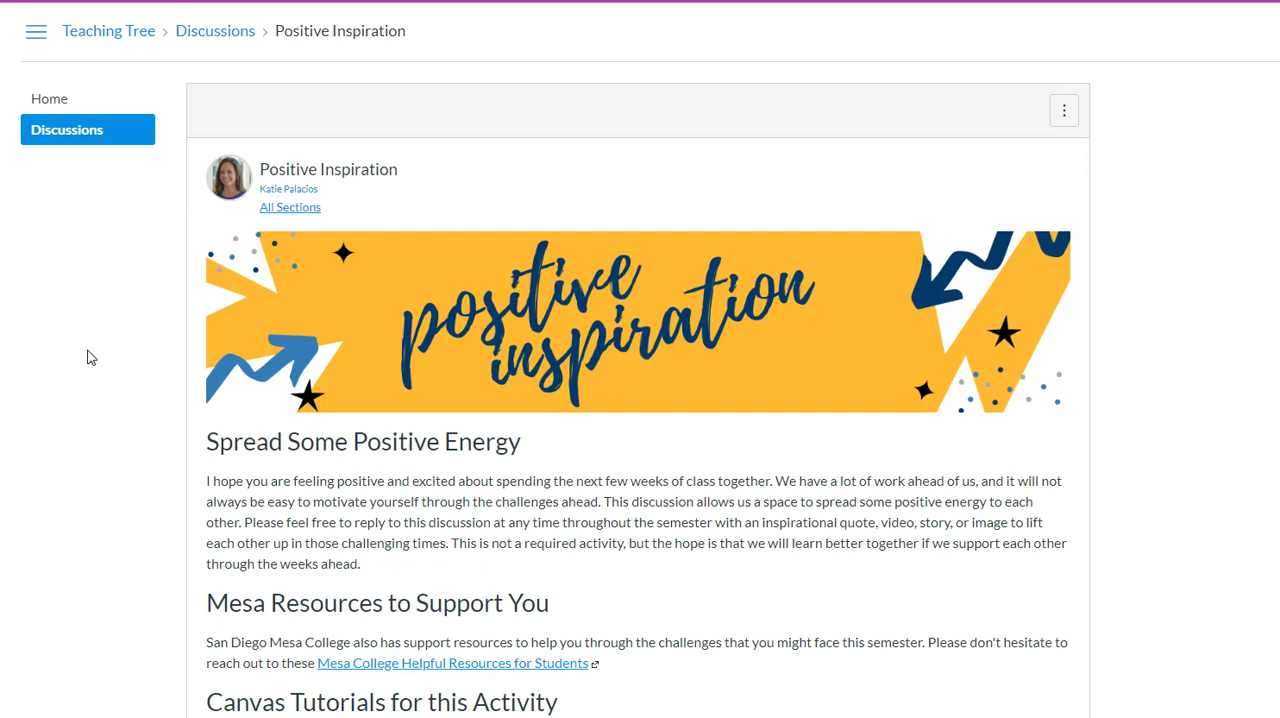 Teaching Tree > Discussions > Positive Inspiration
Home
Discussions
Positive Inspiration
Katie Palacios
All Sections
positive
inspiration
Spread Some Positive Energy
I hope you are feeling positive and excited about spending the next few weeks of class together. We have a lot of work ahead of us, and it will not
always be easy to motivate yourself through the challenges ahead. This discussion allows us a space to spread some positive energy to each
other. Please feel free to reply to this discussion at any time throughout the semester with an inspirational quote, video, story, or image to lift
each other up in those challenging times. This is not a required activity, but the hope is that we will learn better together if we support each other
through the weeks ahead.
Mesa Resources to Support You
San Diego Mesa College also has support resources to help you through the challenges that you might face this semester. Please don't hesitate to
reach out to these Mesa College Helpful Resources for Students
Canvas Tutorials for this Activity